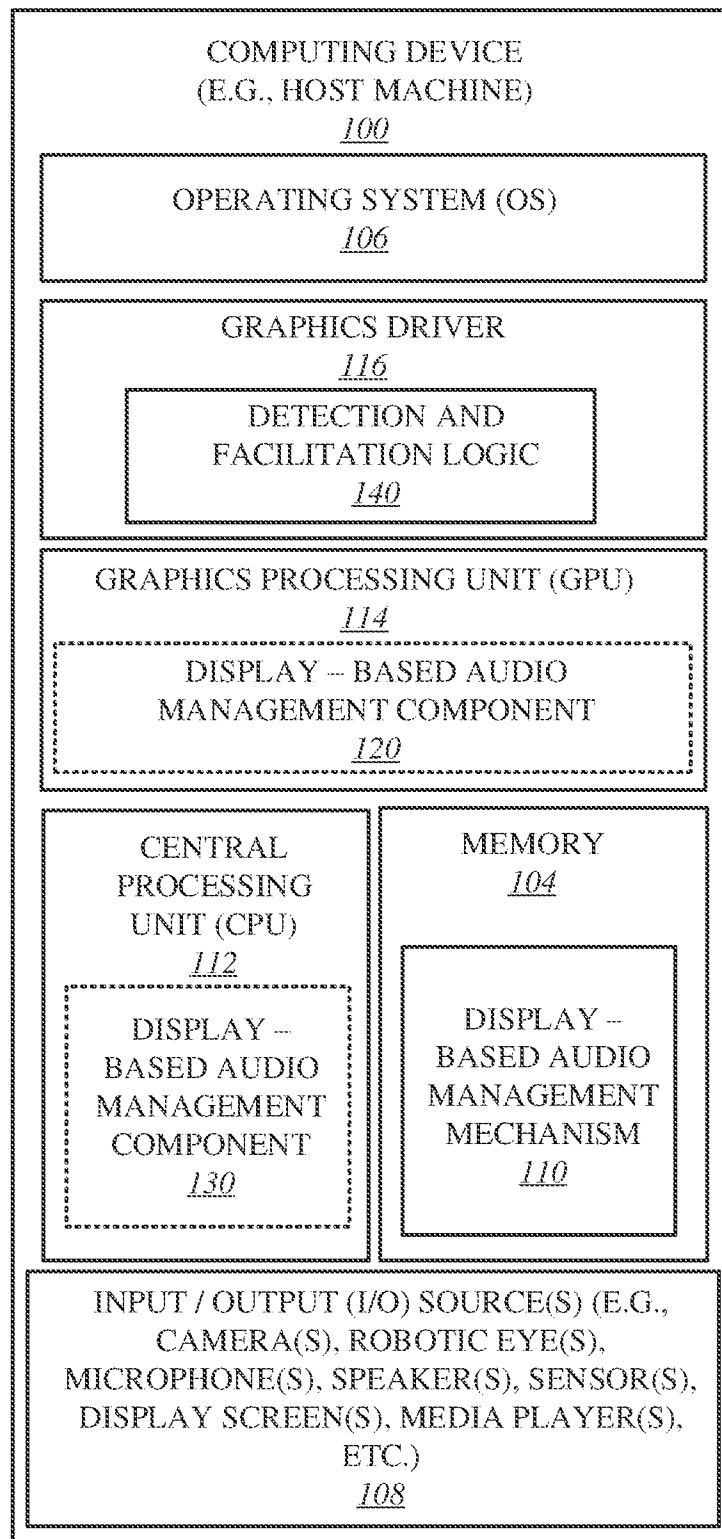 COMPUTING DEVICE
(E.G., HOST MACHINE)
100
OPERATING SYSTEM (OS)
106
GRAPHICS DRIVER
116
DETECTION AND
FACILITATION LOGIC
140
GRAPHICS PROCESSING UNIT (GPU)
114
DISPLAY – BASED AUDIO
MANAGEMENT COMPONENT
120
CENTRAL
PROCESSING
UNIT (CPU)
112
DISPLAY –
BASED AUDIO
MANAGEMENT
COMPONENT
130
MEMORY
104
DISPLAY –
BASED AUDIO
MANAGEMENT
MECHANISM
110
INPUT / OUTPUT (I/O) SOURCE(S) (E.G.,
CAMERA(S), ROBOTIC EYE(S),
MICROPHONE(S), SPEAKER(S), SENSOR(S),
DISPLAY SCREEN(S), MEDIA PLAYER(S),
ETC.)
108